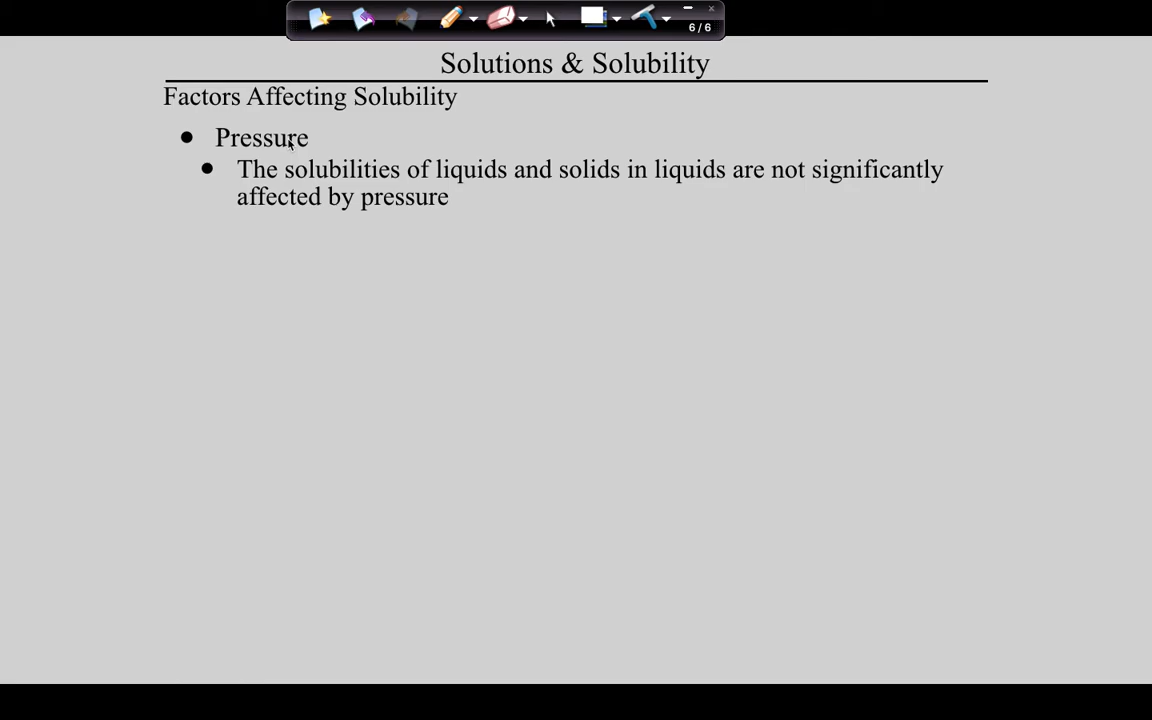 6 / 6
Solutions & Solubility
Factors Affecting Solubility
● Pressure
● The solubilities of liquids and solids in liquids are not significantly
affected by pressure